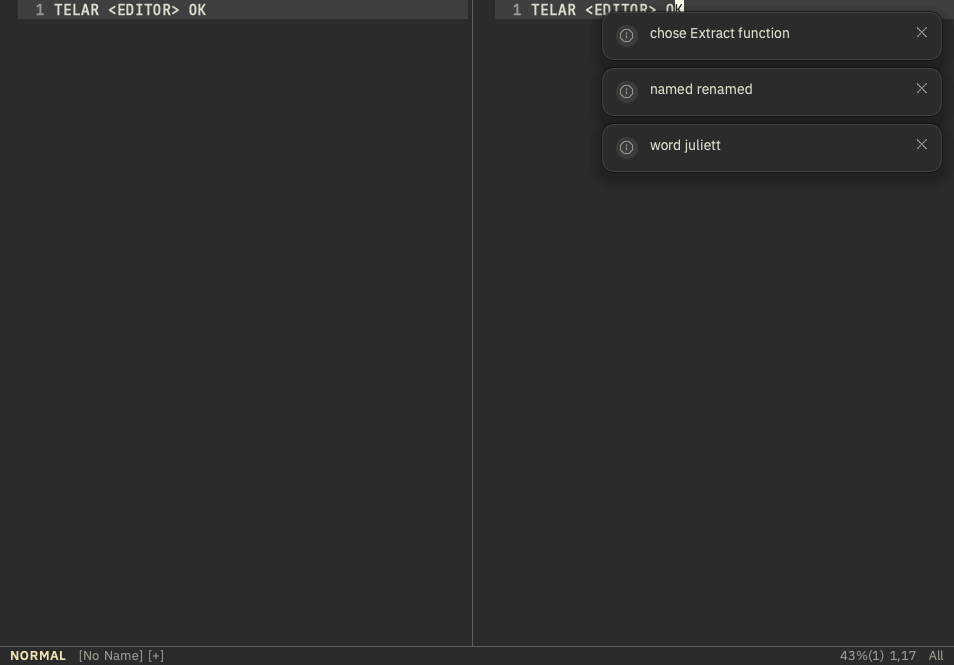 1 TELAR <EDITOR> OK
1 TELAR <EDITOR> OK
chose Extract function
named renamed
word juliett
NORMAL [No Name] [+] 43%(1) 1,17 All